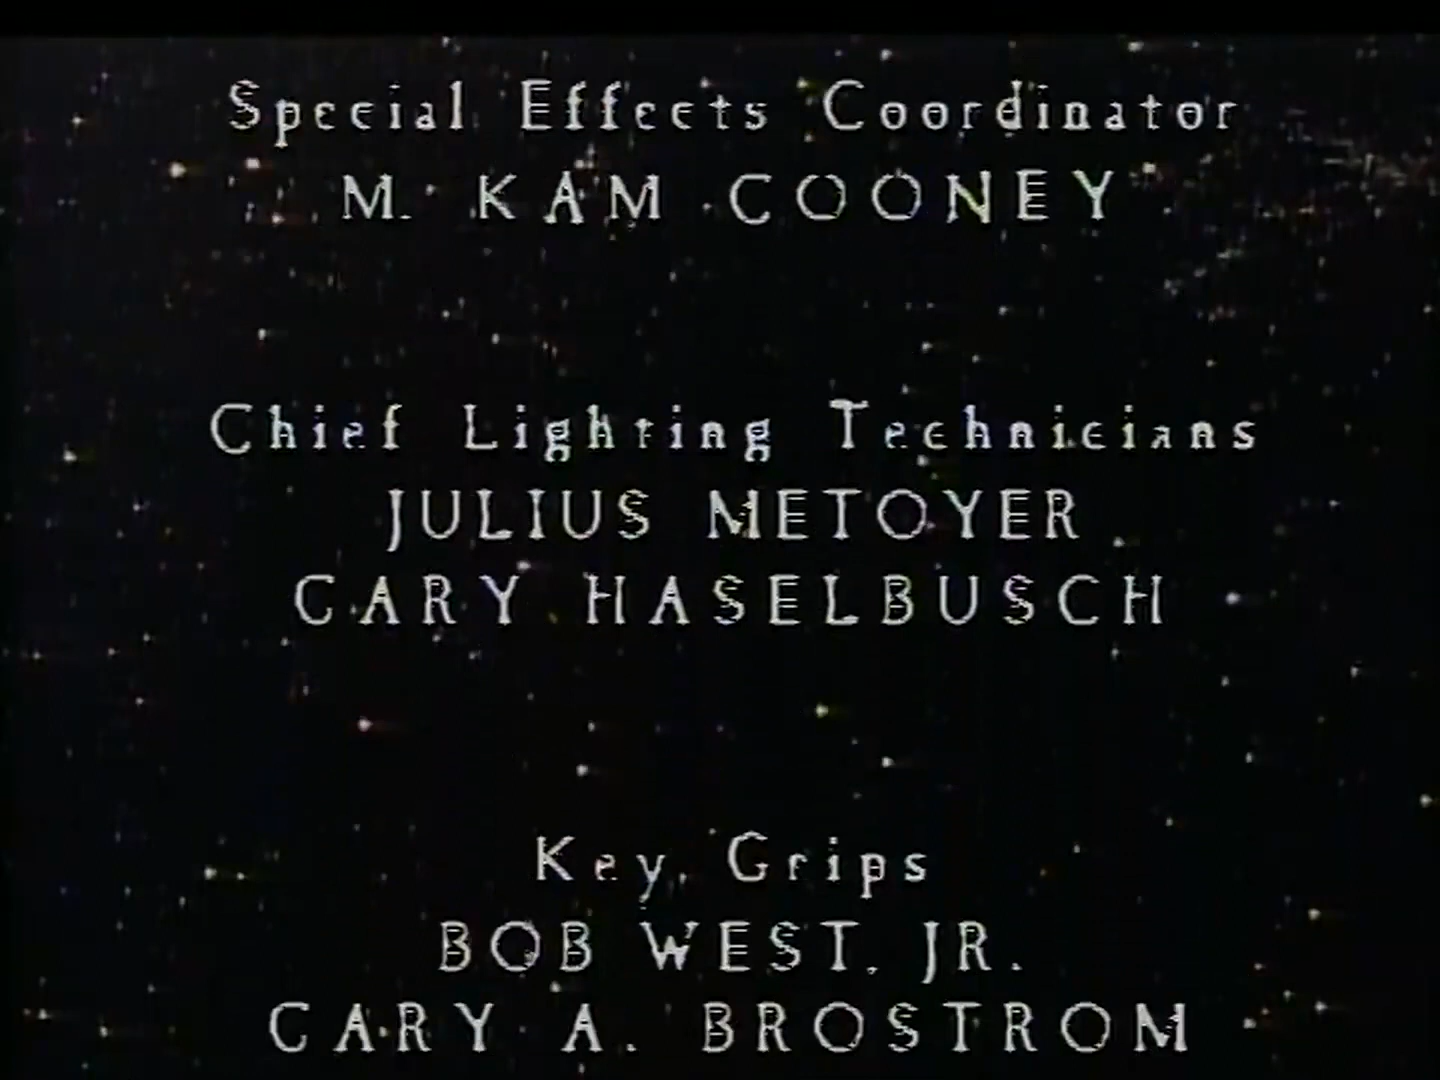 Special Effects Coordinator
M. KAM COONEY
Chief Lighting Technicians
JULIUS METOYER
CARY HASELBUSCH
Key Grips
BOB WEST, JR.
CARY A. BROSTROM